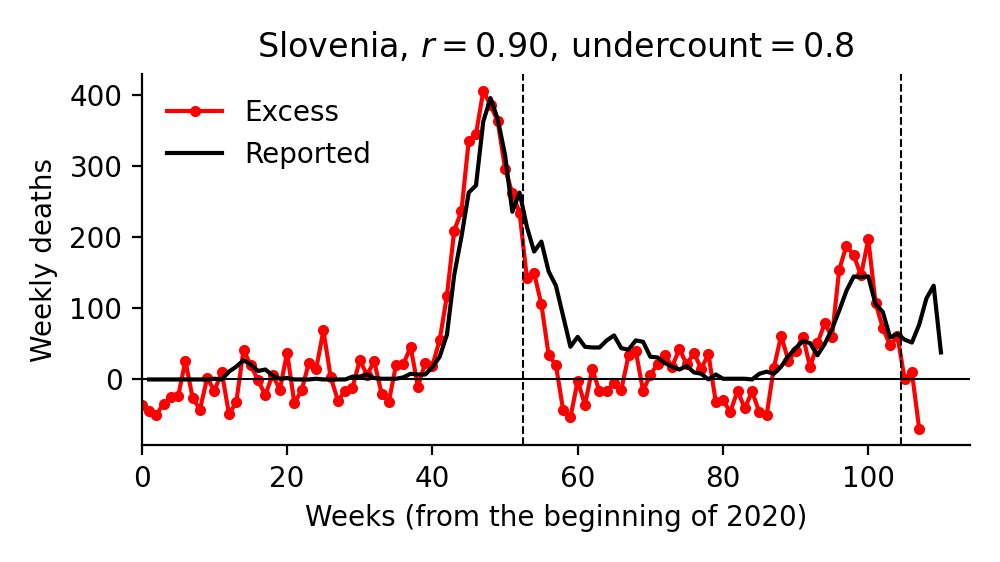 Slovenia, r = 0.90, undercount = 0.8
Excess
Reported
Weekly deaths
400
300
200
100
0
0 20 40 60 80 100
Weeks (from the beginning of 2020)